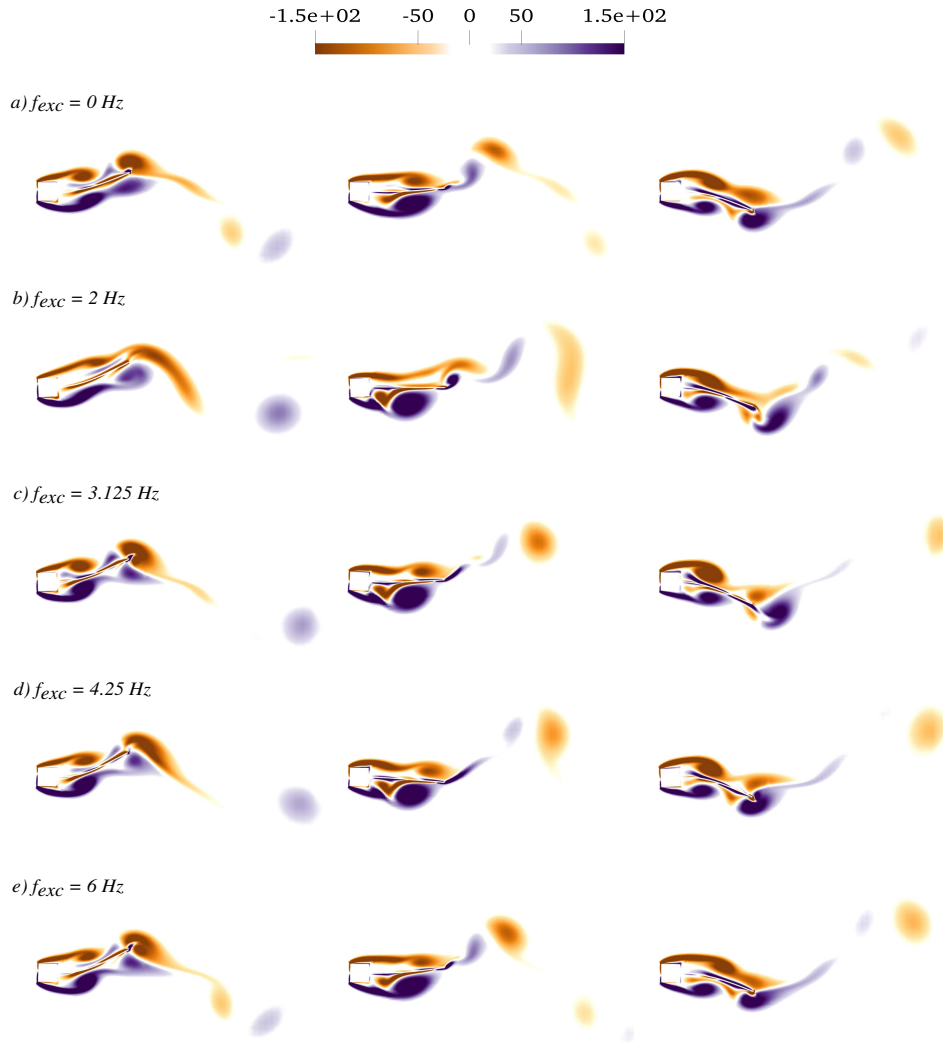 -1.5e+02 -50 0 50 1.5e+02
a) fexc = 0 Hz
b) fexc = 2 Hz
c) fexc = 3.125 Hz
d) fexc = 4.25 Hz
e) fexc = 6 Hz